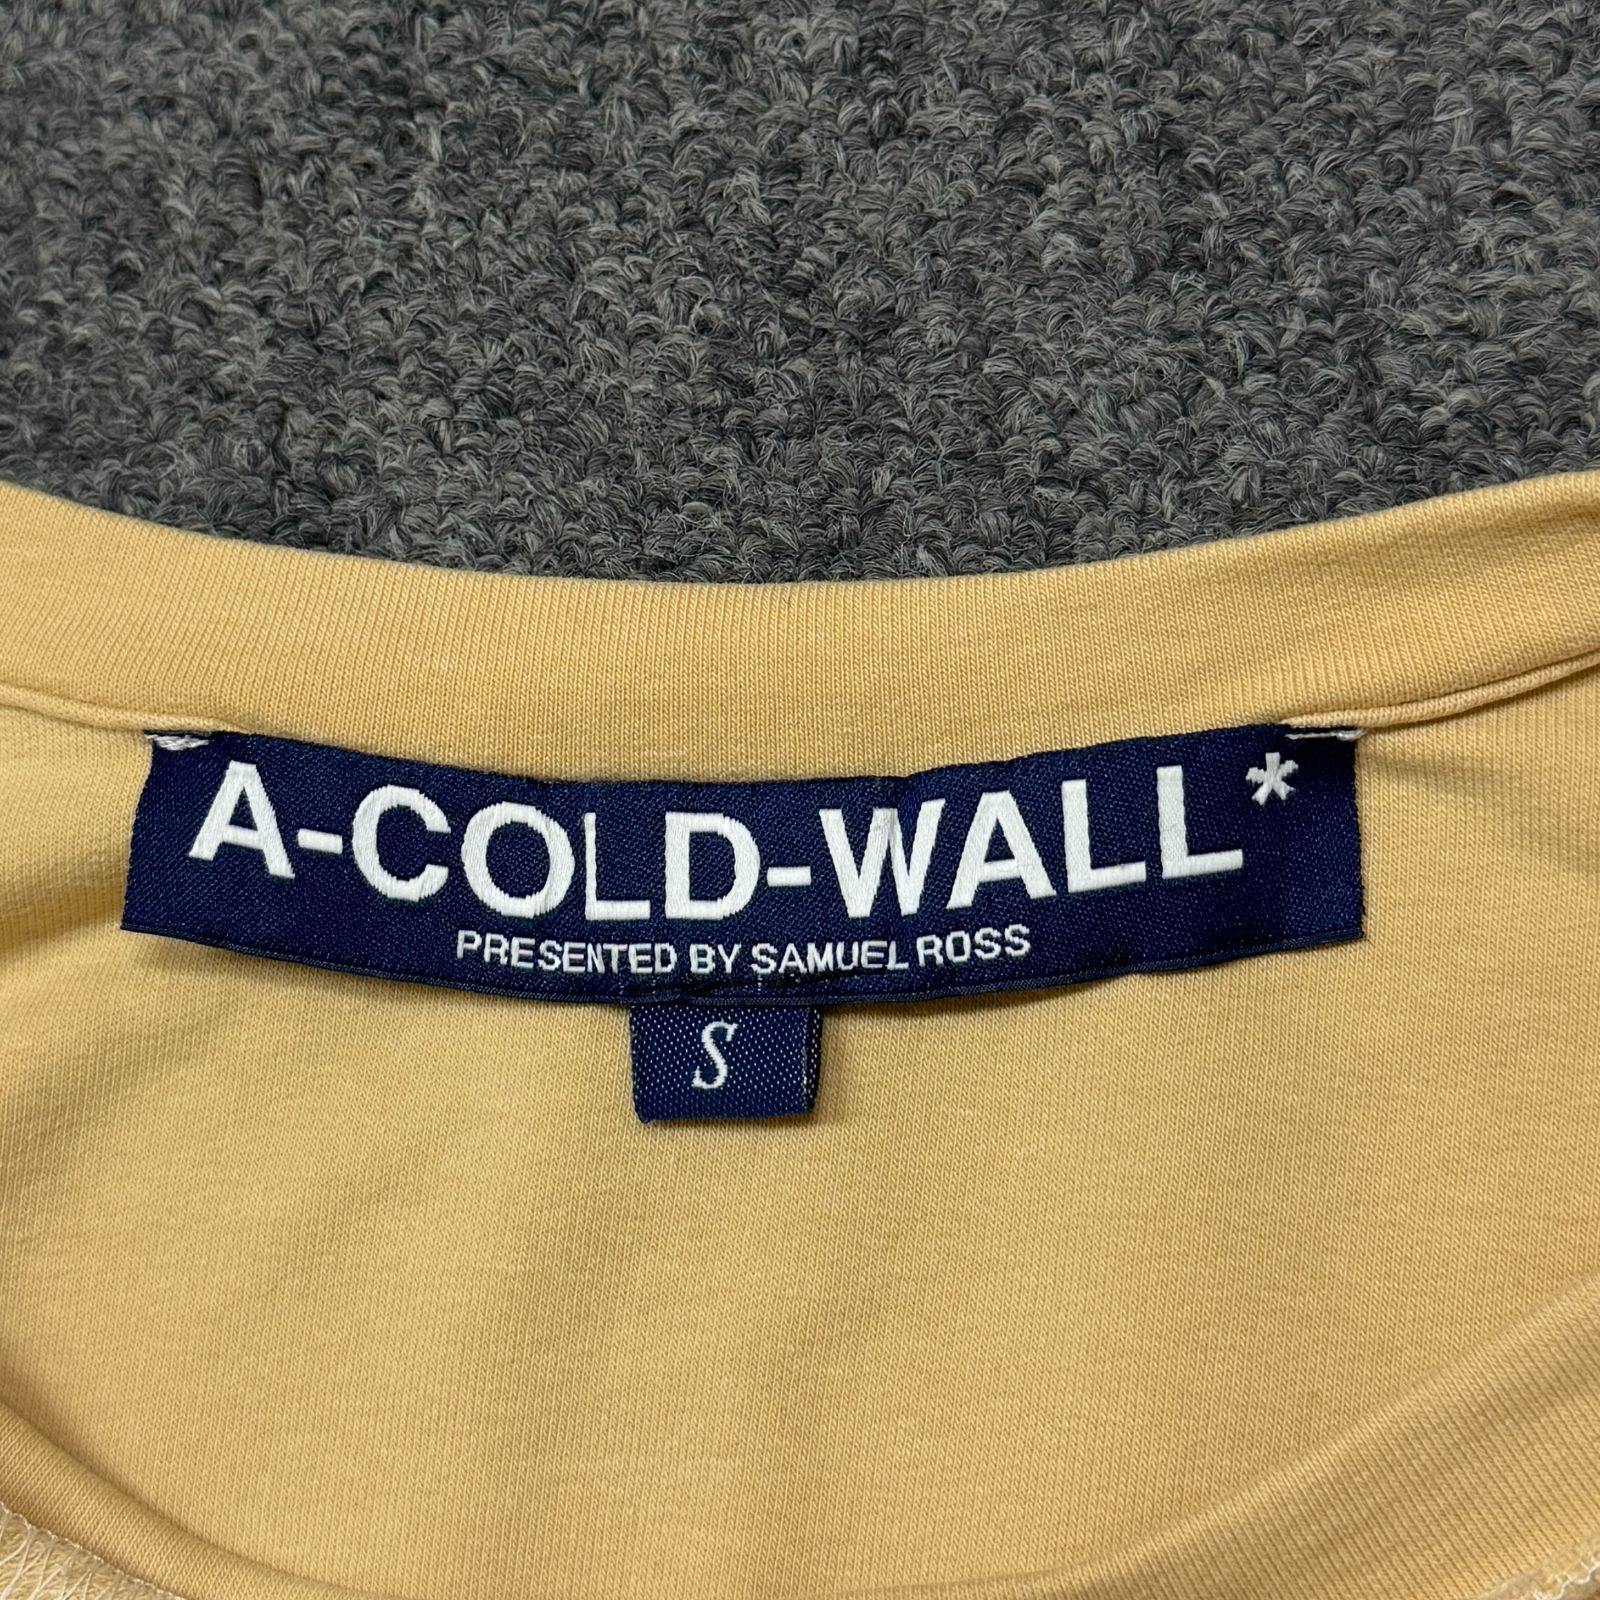 A-COLD-WALL*
PRESENTED BY SAMUEL ROSS
S